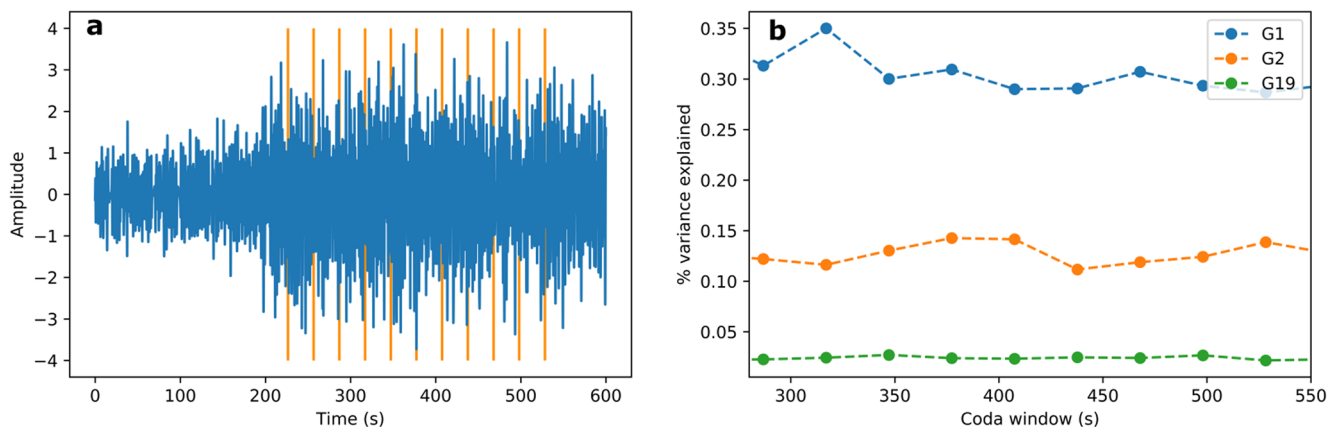 a
4
3
2
1
0
−1
−2
−3
−4
Amplitude
0 100 200 300 400 500 600
Time (s)
b
0.35
0.30
0.25
0.20
0.15
0.10
0.05
% variance explained
G1
G2
G19
300 350 400 450 500 550
Coda window (s)